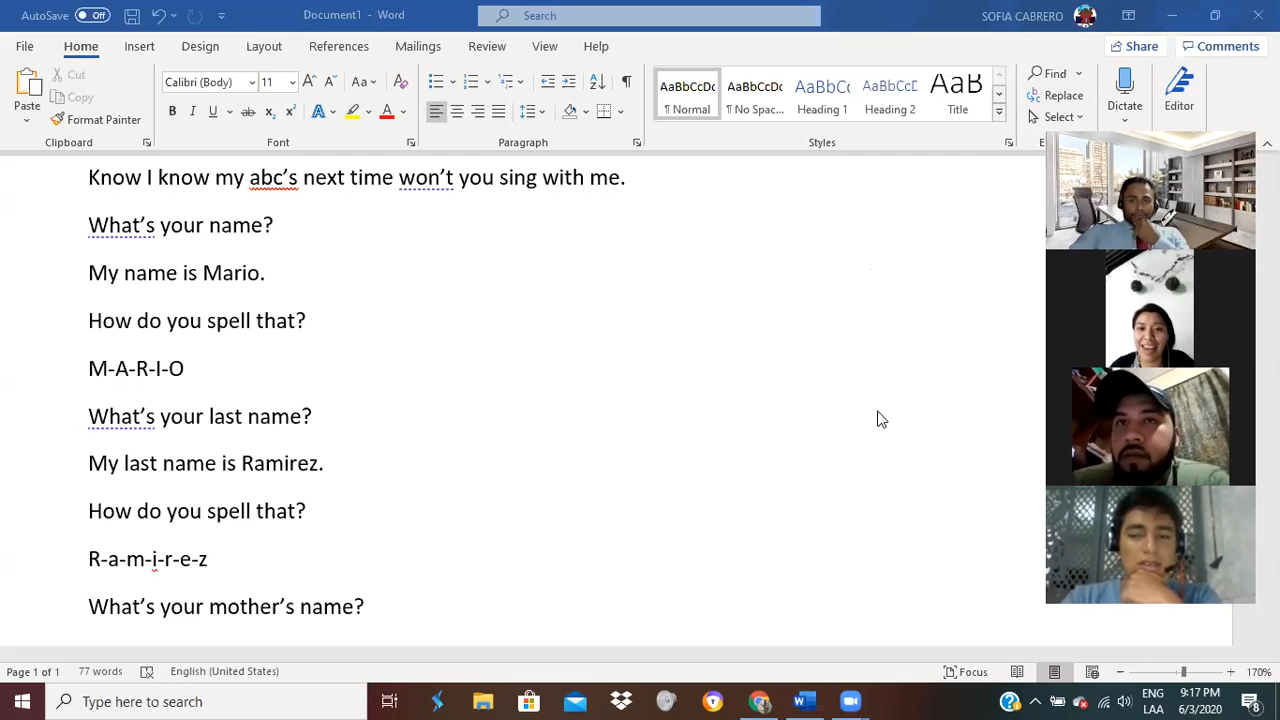 AutoSave Off Document1 - Word Search SOFIA CABRERO
File Home Insert Design Layout References Mailings Review View Help Share Comments
Paste Cut Copy Format Painter
Calibri (Body) 11
AaBbCcDc AaBbCcDc AaBbCc AaBbCcD AaB
¶ Normal ¶ No Spac... Heading 1 Heading 2 Title
Find Replace Select Dictate Editor
Clipboard Font Paragraph Styles
Know I know my abc’s next time won’t you sing with me.
What’s your name?
My name is Mario.
How do you spell that?
M-A-R-I-O
What’s your last name?
My last name is Ramirez.
How do you spell that?
R-a-m-i-r-e-z
What’s your mother’s name?
Page 1 of 1 77 words English (United States) Focus 170%
Type here to search ENG 9:17 PM
LAA 6/3/2020 8